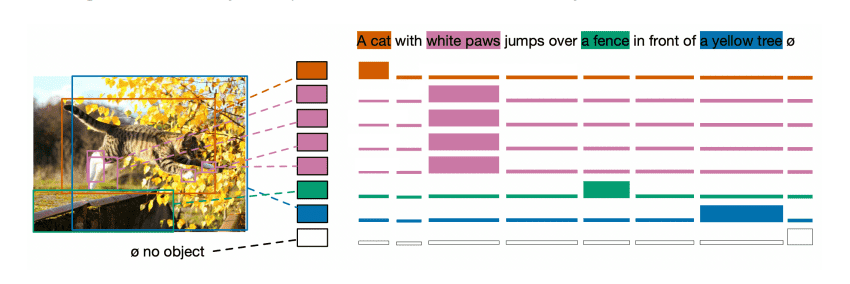 A cat with white paws jumps over a fence in front of a yellow tree ø
ø no object